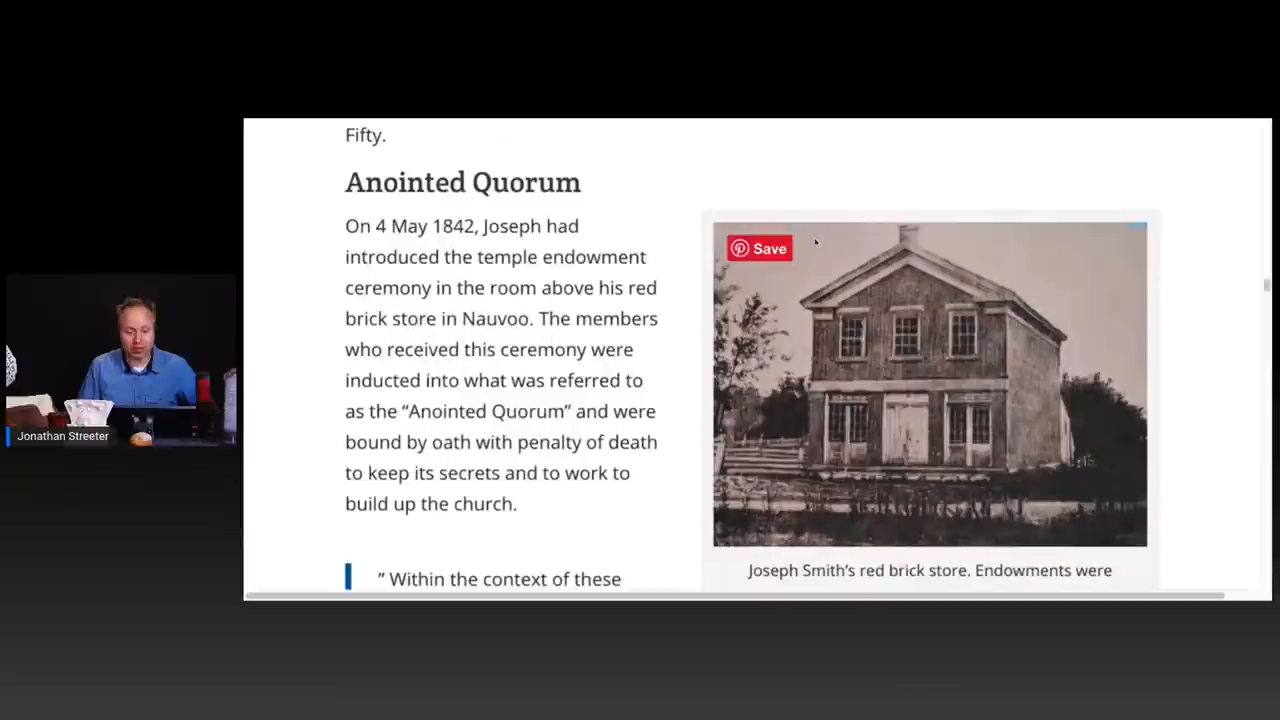 Fifty.
Anointed Quorum
On 4 May 1842, Joseph had
introduced the temple endowment
ceremony in the room above his red
brick store in Nauvoo. The members
who received this ceremony were
inducted into what was referred to
as the “Anointed Quorum” and were
bound by oath with penalty of death
to keep its secrets and to work to
build up the church.
” Within the context of these
Save
Joseph Smith’s red brick store. Endowments were
Jonathan Streeter